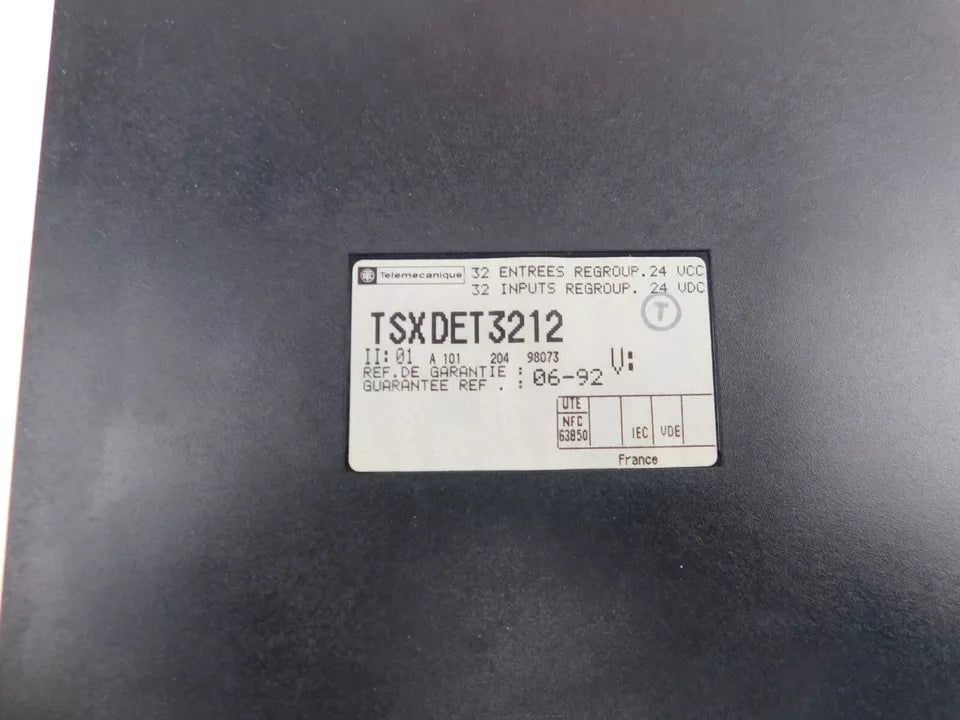 Telemecanique 32 ENTREES REGROUP.24 VCC
32 INPUTS REGROUP. 24 VDC
T
TSXDET3212
II:01 A 101 204 98073 V:
REF.DE GARANTIE :
GUARANTEE REF . : 06-92
UTE
NFC
63850 IEC VDE
France